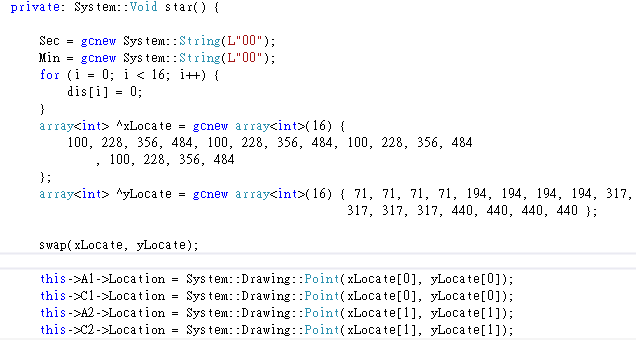 private: System::Void star() {
Sec = gcnew System::String(L"00");
Min = gcnew System::String(L"00");
for (i = 0; i < 16; i++) {
dis[i] = 0;
}
array<int> ^xLocate = gcnew array<int>(16) {
100, 228, 356, 484, 100, 228, 356, 484, 100, 228, 356, 484
, 100, 228, 356, 484
};
array<int> ^yLocate = gcnew array<int>(16) { 71, 71, 71, 71, 194, 194, 194, 194, 317,
317, 317, 317, 440, 440, 440, 440 };
swap(xLocate, yLocate);
this->A1->Location = System::Drawing::Point(xLocate[0], yLocate[0]);
this->C1->Location = System::Drawing::Point(xLocate[0], yLocate[0]);
this->A2->Location = System::Drawing::Point(xLocate[1], yLocate[1]);
this->C2->Location = System::Drawing::Point(xLocate[1], yLocate[1]);